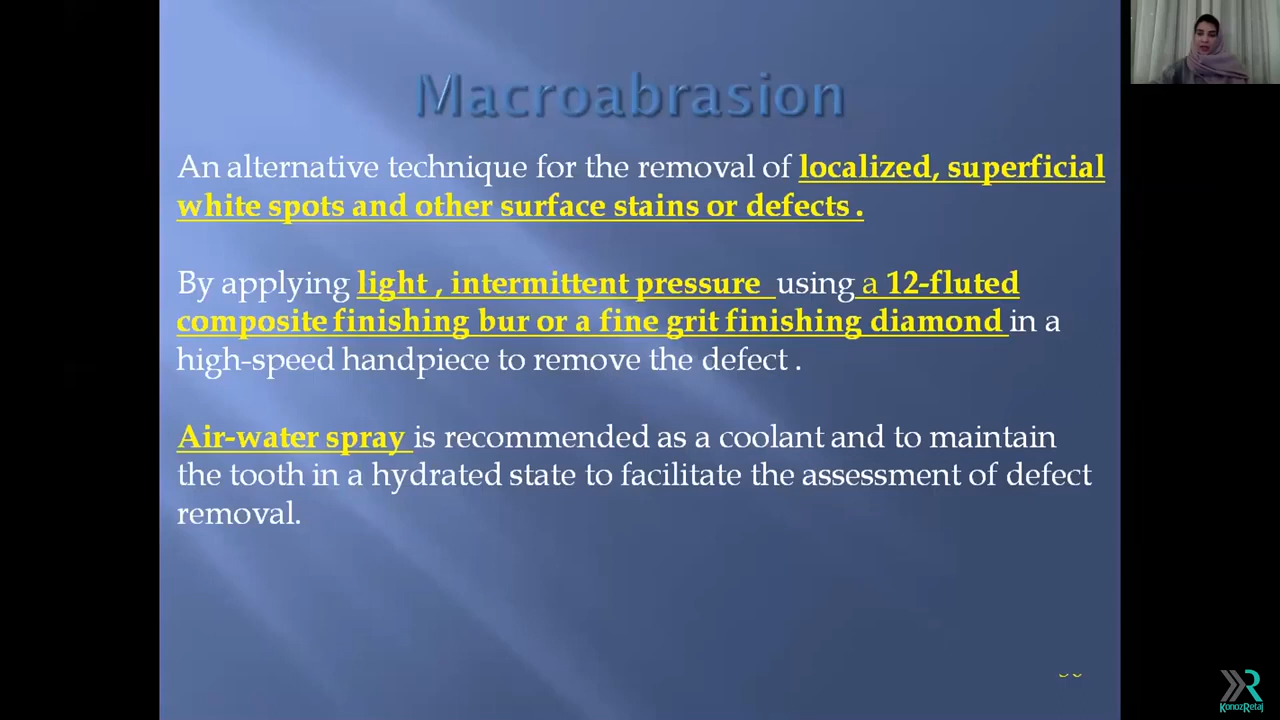 Macroabrasion
An alternative technique for the removal of localized, superficial
white spots and other surface stains or defects .
By applying light , intermittent pressure using a 12-fluted
composite finishing bur or a fine grit finishing diamond in a
high-speed handpiece to remove the defect .
Air-water spray is recommended as a coolant and to maintain
the tooth in a hydrated state to facilitate the assessment of defect
removal.
KonozRetaj